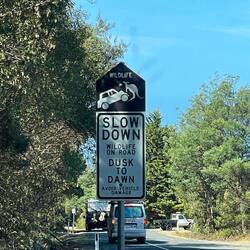 WILDLIFE
SLOW
DOWN
WILDLIFE
ON ROAD
DUSK
TO
DAWN
AVOID VEHICLE
DAMAGE